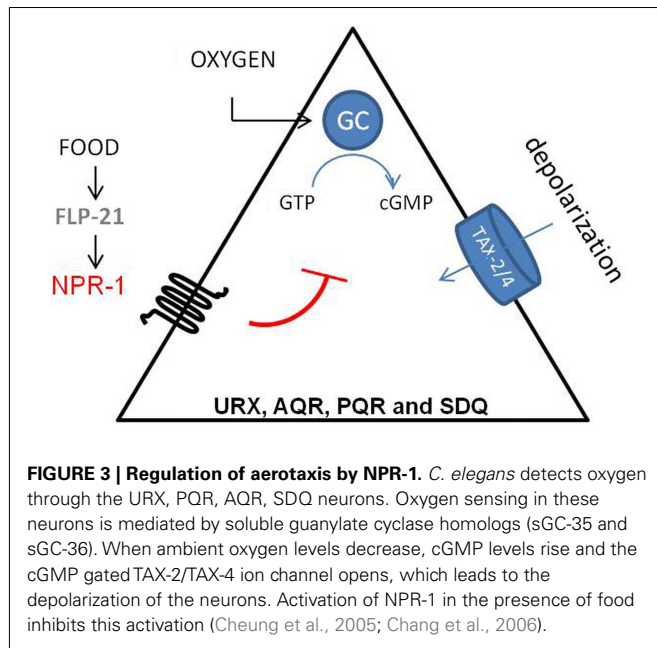 OXYGEN
GC
FOOD
GTP
cGMP
depolarization
FLP-21
TAX-2/4
NPR-1
URX, AQR, PQR and SDQ
FIGURE 3 | Regulation of aerotaxis by NPR-1. C. elegans detects oxygen
through the URX, PQR, AQR, SDQ neurons. Oxygen sensing in these
neurons is mediated by soluble guanylate cyclase homologs (sGC-35 and
sGC-36). When ambient oxygen levels decrease, cGMP levels rise and the
cGMP gated TAX-2/TAX-4 ion channel opens, which leads to the
depolarization of the neurons. Activation of NPR-1 in the presence of food
inhibits this activation (Cheung et al., 2005; Chang et al., 2006).